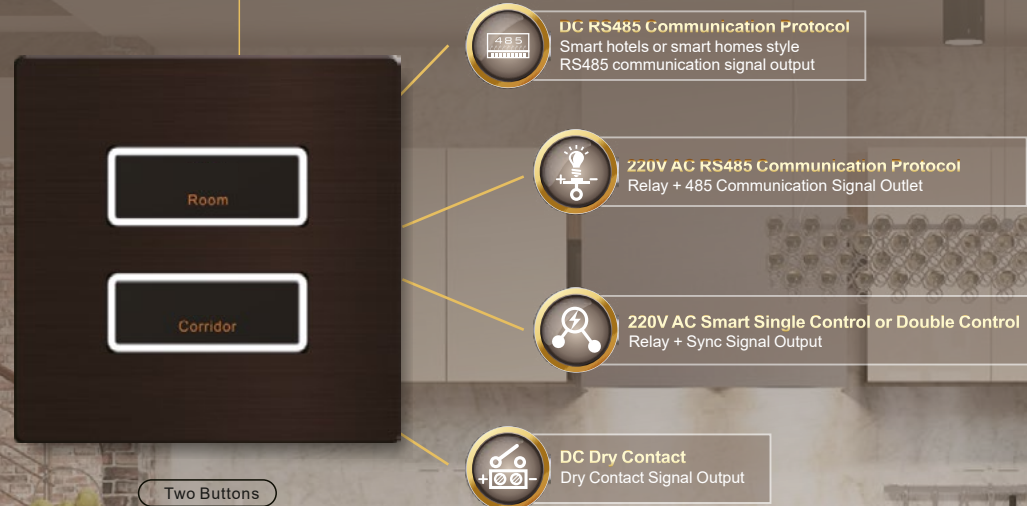 DC RS485 Communication Protocol
Smart hotels or smart homes style
RS485 communication signal output
485
220V AC RS485 Communication Protocol
Relay + 485 Communication Signal Outlet
Room
Corridor
220V AC Smart Single Control or Double Control
Relay + Sync Signal Output
DC Dry Contact
Dry Contact Signal Output
Two Buttons